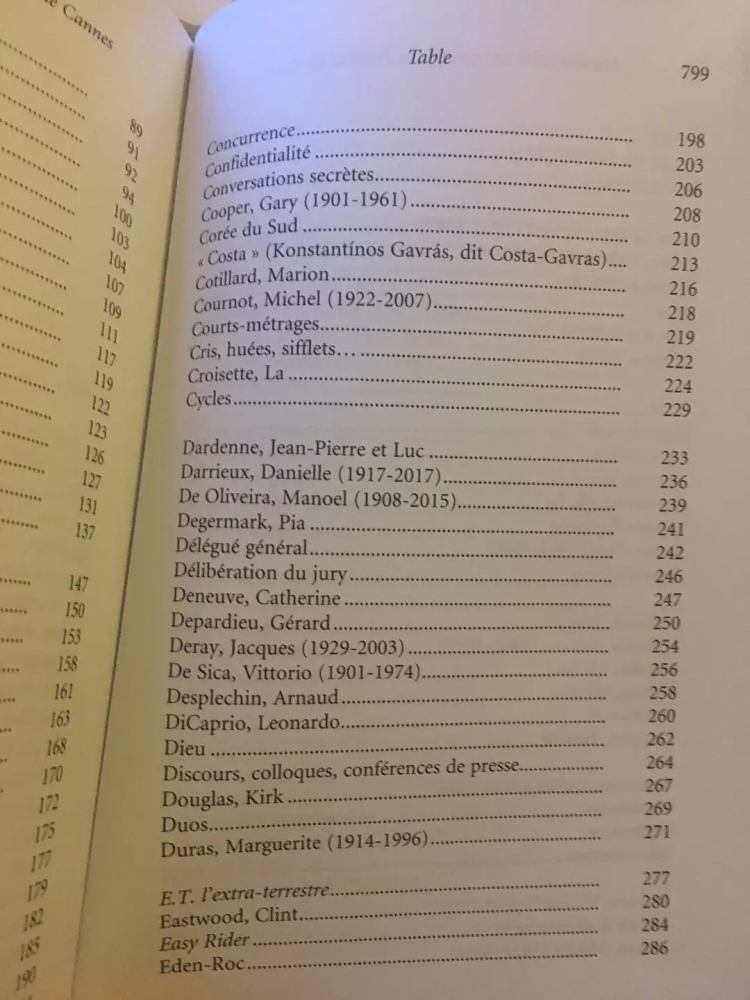 de Cannes
89
91
92
94
100
103
104
107
109
111
117
119
122
123
126
127
131
137
147
150
153
158
161
163
168
170
172
175
177
179
182
185
190
Table
799
Concurrence 198
Confidentialité 203
Conversations secrètes 206
Cooper, Gary (1901-1961) 208
Corée du Sud 210
« Costa » (Konstantínos Gavrás, dit Costa-Gavras) 213
Cotillard, Marion 216
Cournot, Michel (1922-2007) 218
Courts-métrages 219
Cris, huées, sifflets… 222
Croisette, La 224
Cycles 229
Dardenne, Jean-Pierre et Luc 233
Darrieux, Danielle (1917-2017) 236
De Oliveira, Manoel (1908-2015) 239
Degermark, Pia 241
Délégué général 242
Délibération du jury 246
Deneuve, Catherine 247
Depardieu, Gérard 250
Deray, Jacques (1929-2003) 254
De Sica, Vittorio (1901-1974) 256
Desplechin, Arnaud 258
DiCaprio, Leonardo 260
Dieu 262
Discours, colloques, conférences de presse 264
Douglas, Kirk 267
Duos 269
Duras, Marguerite (1914-1996) 271
E.T. l'extra-terrestre 277
Eastwood, Clint 280
Easy Rider 284
Eden-Roc 286